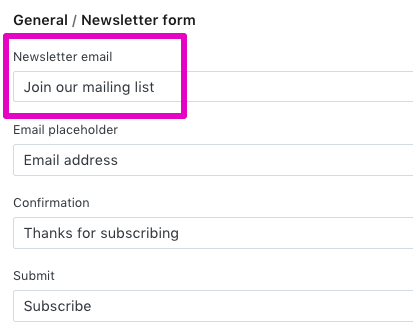 General / Newsletter form
Newsletter email
Join our mailing list
Email placeholder
Email address
Confirmation
Thanks for subscribing
Submit
Subscribe